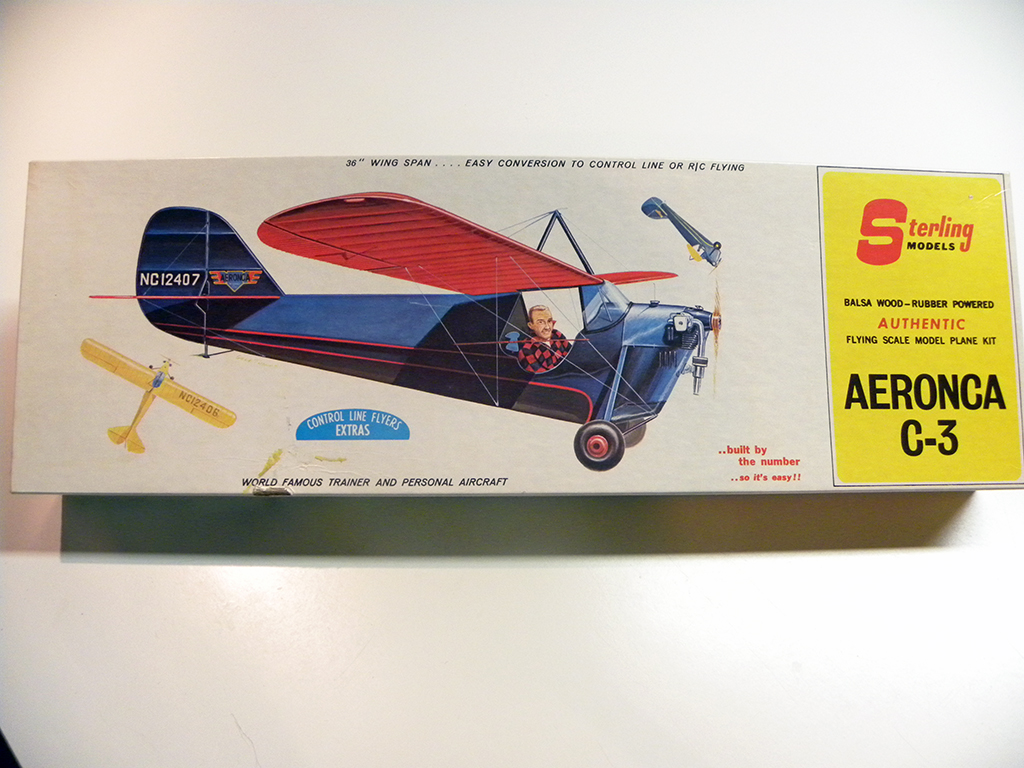 36" WING SPAN .... EASY CONVERSION TO CONTROL LINE OR R/C FLYING
Sterling
MODELS
BALSA WOOD-RUBBER POWERED
AUTHENTIC
FLYING SCALE MODEL PLANE KIT
AERONCA
C-3
NC12407
AERONCA
NC12406
CONTROL LINE FLYERS
EXTRAS
..built by
the number
..so it's easy!!
WORLD FAMOUS TRAINER AND PERSONAL AIRCRAFT